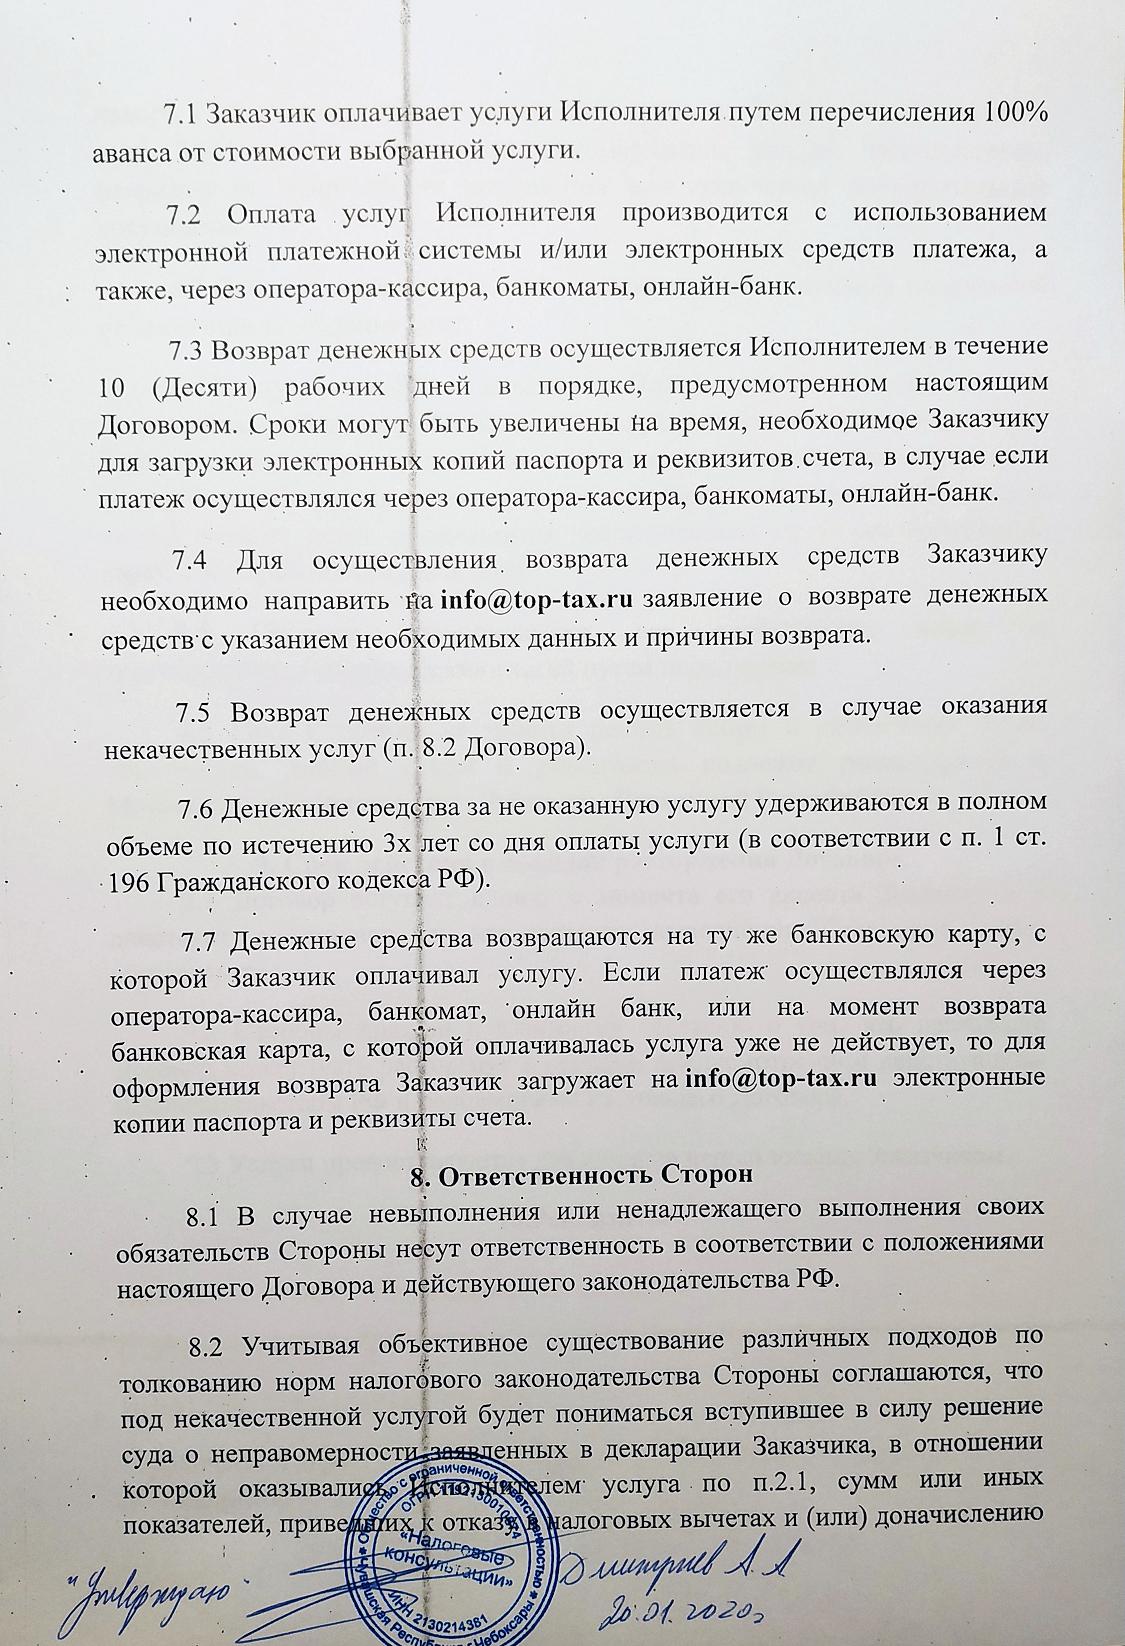 7.1 Заказчик оплачивает услуги Исполнителя путем перечисления 100%
аванса от стоимости выбранной услуги.
7.2 Оплата услуг Исполнителя производится с использованием
электронной платежной системы и/или электронных средств платежа, а
также, через оператора-кассира, банкоматы, онлайн-банк.
7.3 Возврат денежных средств осуществляется Исполнителем в течение
10 (Десяти) рабочих дней в порядке, предусмотренном настоящим
Договором. Сроки могут быть увеличены на время, необходимое Заказчику
для загрузки электронных копий паспорта и реквизитов счета, в случае если
платеж осуществлялся через оператора-кассира, банкоматы, онлайн-банк.
7.4 Для осуществления возврата денежных средств Заказчику
необходимо направить на info@top-tax.ru заявление о возврате денежных
средств с указанием необходимых данных и причины возврата.
7.5 Возврат денежных средств осуществляется в случае оказания
некачественных услуг (п. 8.2 Договора).
7.6 Денежные средства за не оказанную услугу удерживаются в полном
объеме по истечению 3х лет со дня оплаты услуги (в соответствии с п. 1 ст.
196 Гражданского кодекса РФ).
7.7 Денежные средства возвращаются на ту же банковскую карту, с
которой Заказчик оплачивал услугу. Если платеж осуществлялся через
оператора-кассира, банкомат, онлайн банк, или на момент возврата
банковская карта, с которой оплачивалась услуга уже не действует, то для
оформления возврата Заказчик загружает на info@top-tax.ru электронные
копии паспорта и реквизиты счета.
8. Ответственность Сторон
8.1 В случае невыполнения или ненадлежащего выполнения своих
обязательств Стороны несут ответственность в соответствии с положениями
настоящего Договора и действующего законодательства РФ.
8.2 Учитывая объективное существование различных подходов по
толкованию норм налогового законодательства Стороны соглашаются, что
под некачественной услугой будет пониматься вступившее в силу решение
суда о неправомерности заявленных в декларации Заказчика, в отношении
которой оказывались Исполнителем услуга по п.2.1, сумм или иных
показателей, приведших к отказу в налоговых вычетах и (или) доначислению
Общество с ограниченной ответственностью
ОГРН
«Налоговые
консультации»
ИНН 2130214381
Чувашская Республика г.Чебоксары
"Утверждаю"
Дмитриев А. А
20.01.2020г